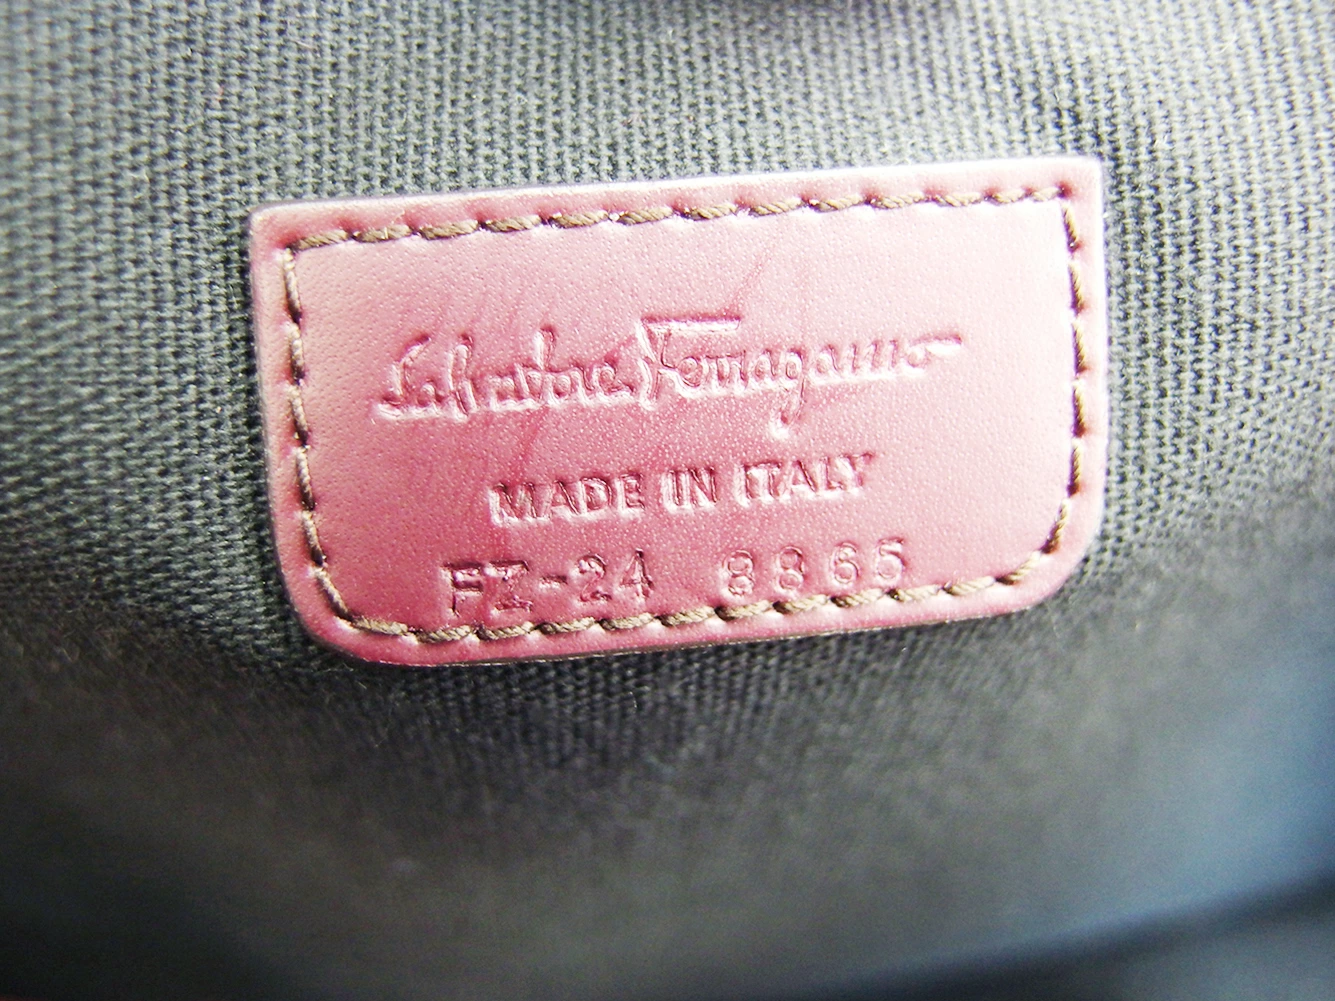 Salvatore Ferragamo
MADE IN ITALY
FZ-24 8865